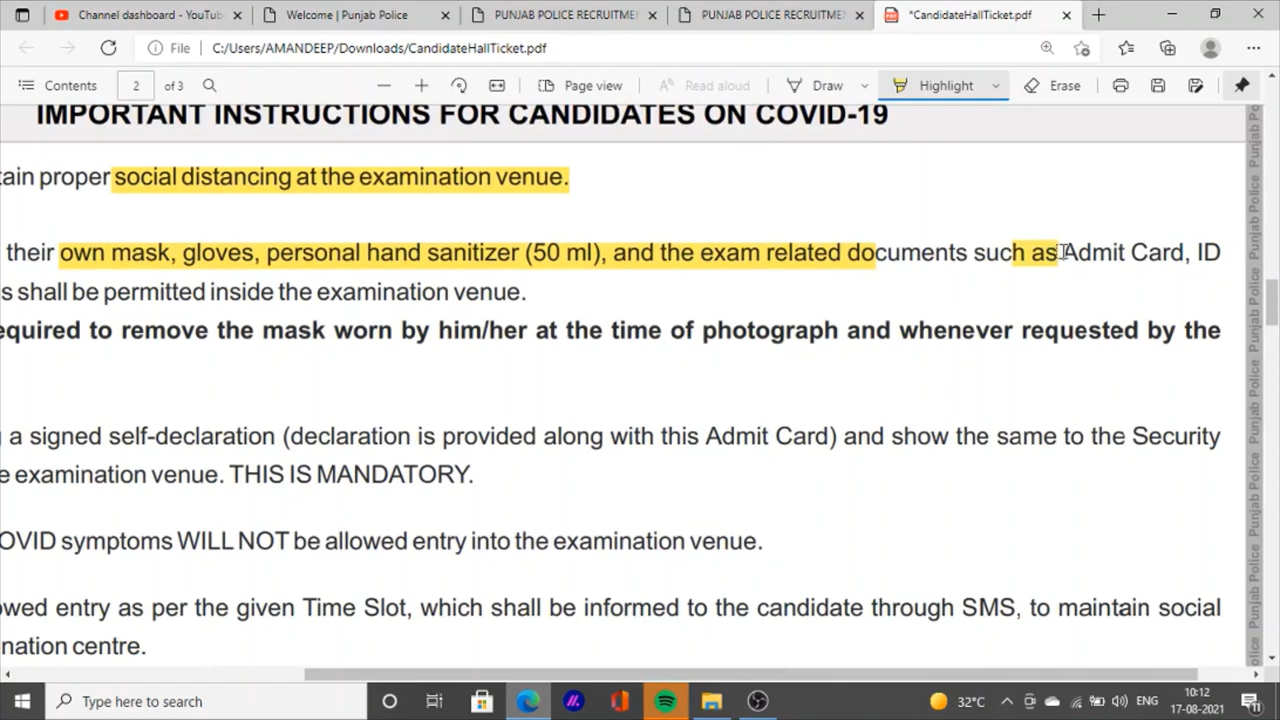 Channel dashboard - YouTub
Welcome | Punjab Police
PUNJAB POLICE RECRUITME
PUNJAB POLICE RECRUITME
*CandidateHallTicket.pdf
File
C:/Users/AMANDEEP/Downloads/CandidateHallTicket.pdf
Contents
2
of 3
Page view
Read aloud
Draw
Highlight
Erase
IMPORTANT INSTRUCTIONS FOR CANDIDATES ON COVID-19
tain proper social distancing at the examination venue.
their own mask, gloves, personal hand sanitizer (50 ml), and the exam related documents such as Admit Card, ID
s shall be permitted inside the examination venue.
equired to remove the mask worn by him/her at the time of photograph and whenever requested by the
a signed self-declaration (declaration is provided along with this Admit Card) and show the same to the Security
e examination venue. THIS IS MANDATORY.
OVID symptoms WILL NOT be allowed entry into the examination venue.
owed entry as per the given Time Slot, which shall be informed to the candidate through SMS, to maintain social
nation centre.
Punjab Police
Punjab Police
Punjab Police
Punjab Police
Type here to search
32°C
ENG
10:12
17-08-2021
11